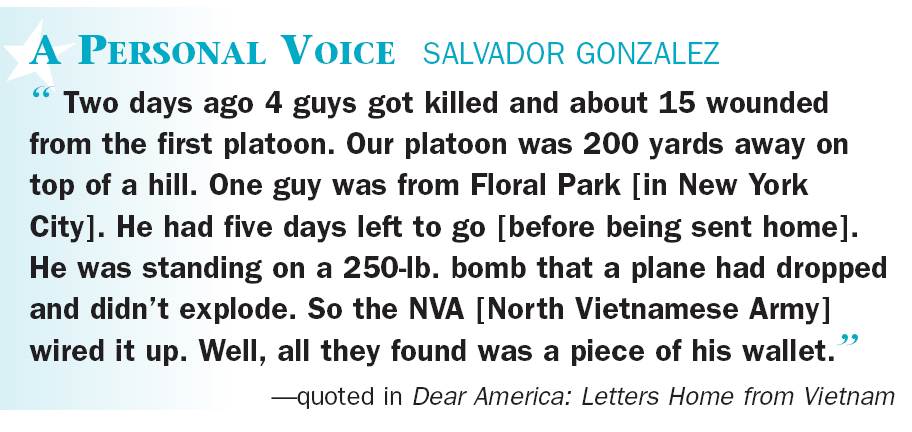 A PERSONAL VOICE SALVADOR GONZALEZ
“ Two days ago 4 guys got killed and about 15 wounded
from the first platoon. Our platoon was 200 yards away on
top of a hill. One guy was from Floral Park [in New York
City]. He had five days left to go [before being sent home].
He was standing on a 250-lb. bomb that a plane had dropped
and didn’t explode. So the NVA [North Vietnamese Army]
wired it up. Well, all they found was a piece of his wallet.”
—quoted in Dear America: Letters Home from Vietnam